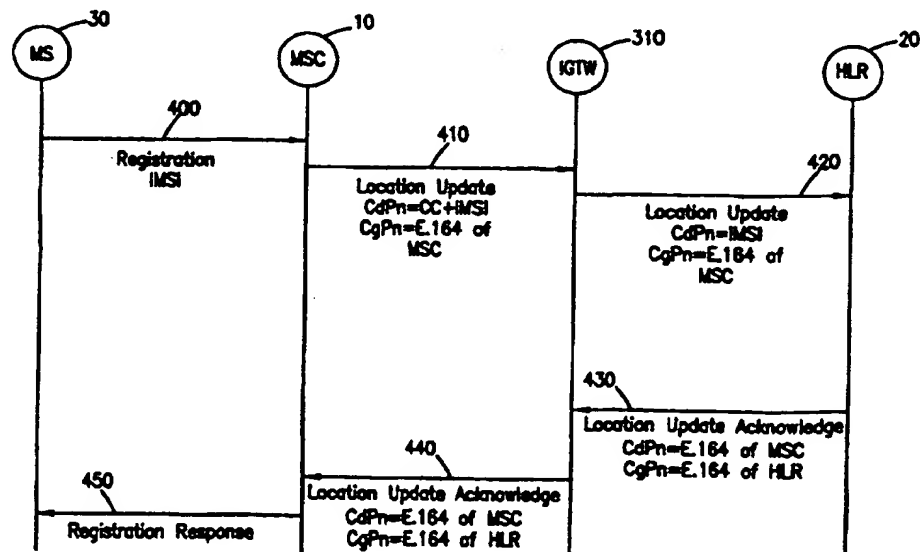 30
10
310
20
MS
MSC
IGTW
HLR
400
Registration
IMSI
410
Location Update
CdPn=CC+IMSI
CgPn=E.164 of
MSC
420
Location Update
CdPn=IMSI
CgPn=E.164 of
MSC
430
Location Update Acknowledge
CdPn=E.164 of MSC
CgPn=E.164 of HLR
440
Location Update Acknowledge
CdPn=E.164 of MSC
CgPn=E.164 of HLR
450
Registration Response